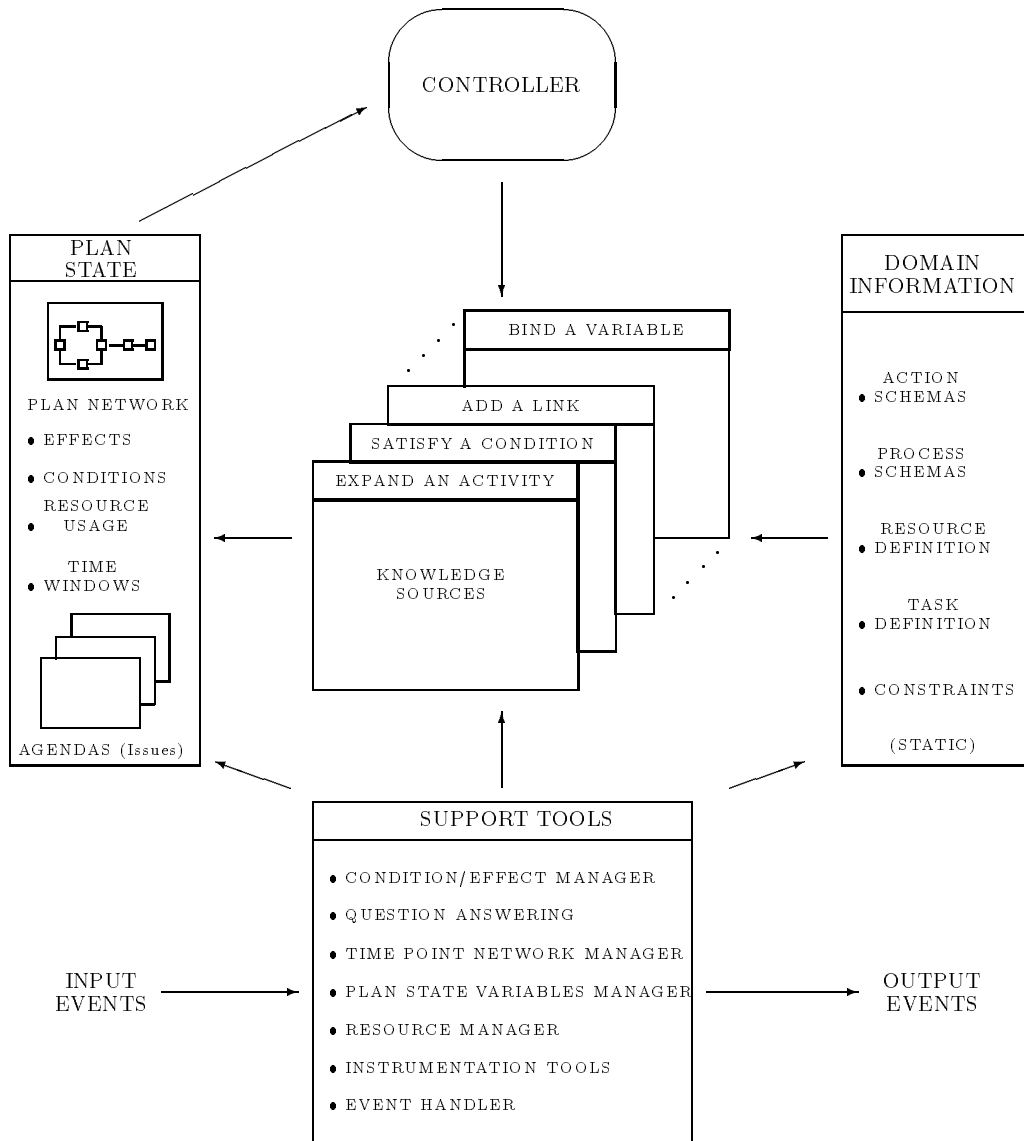 CONTROLLER
PLAN
STATE
PLAN NETWORK
• EFFECTS
• CONDITIONS
RESOURCE
• USAGE
TIME
• WINDOWS
AGENDAS (Issues)
BIND A VARIABLE
ADD A LINK
SATISFY A CONDITION
EXPAND AN ACTIVITY
KNOWLEDGE
SOURCES
DOMAIN
INFORMATION
ACTION
• SCHEMAS
PROCESS
• SCHEMAS
RESOURCE
• DEFINITION
TASK
• DEFINITION
• CONSTRAINTS
(STATIC)
SUPPORT TOOLS
• CONDITION/EFFECT MANAGER
• QUESTION ANSWERING
• TIME POINT NETWORK MANAGER
• PLAN STATE VARIABLES MANAGER
• RESOURCE MANAGER
• INSTRUMENTATION TOOLS
• EVENT HANDLER
INPUT
EVENTS
OUTPUT
EVENTS